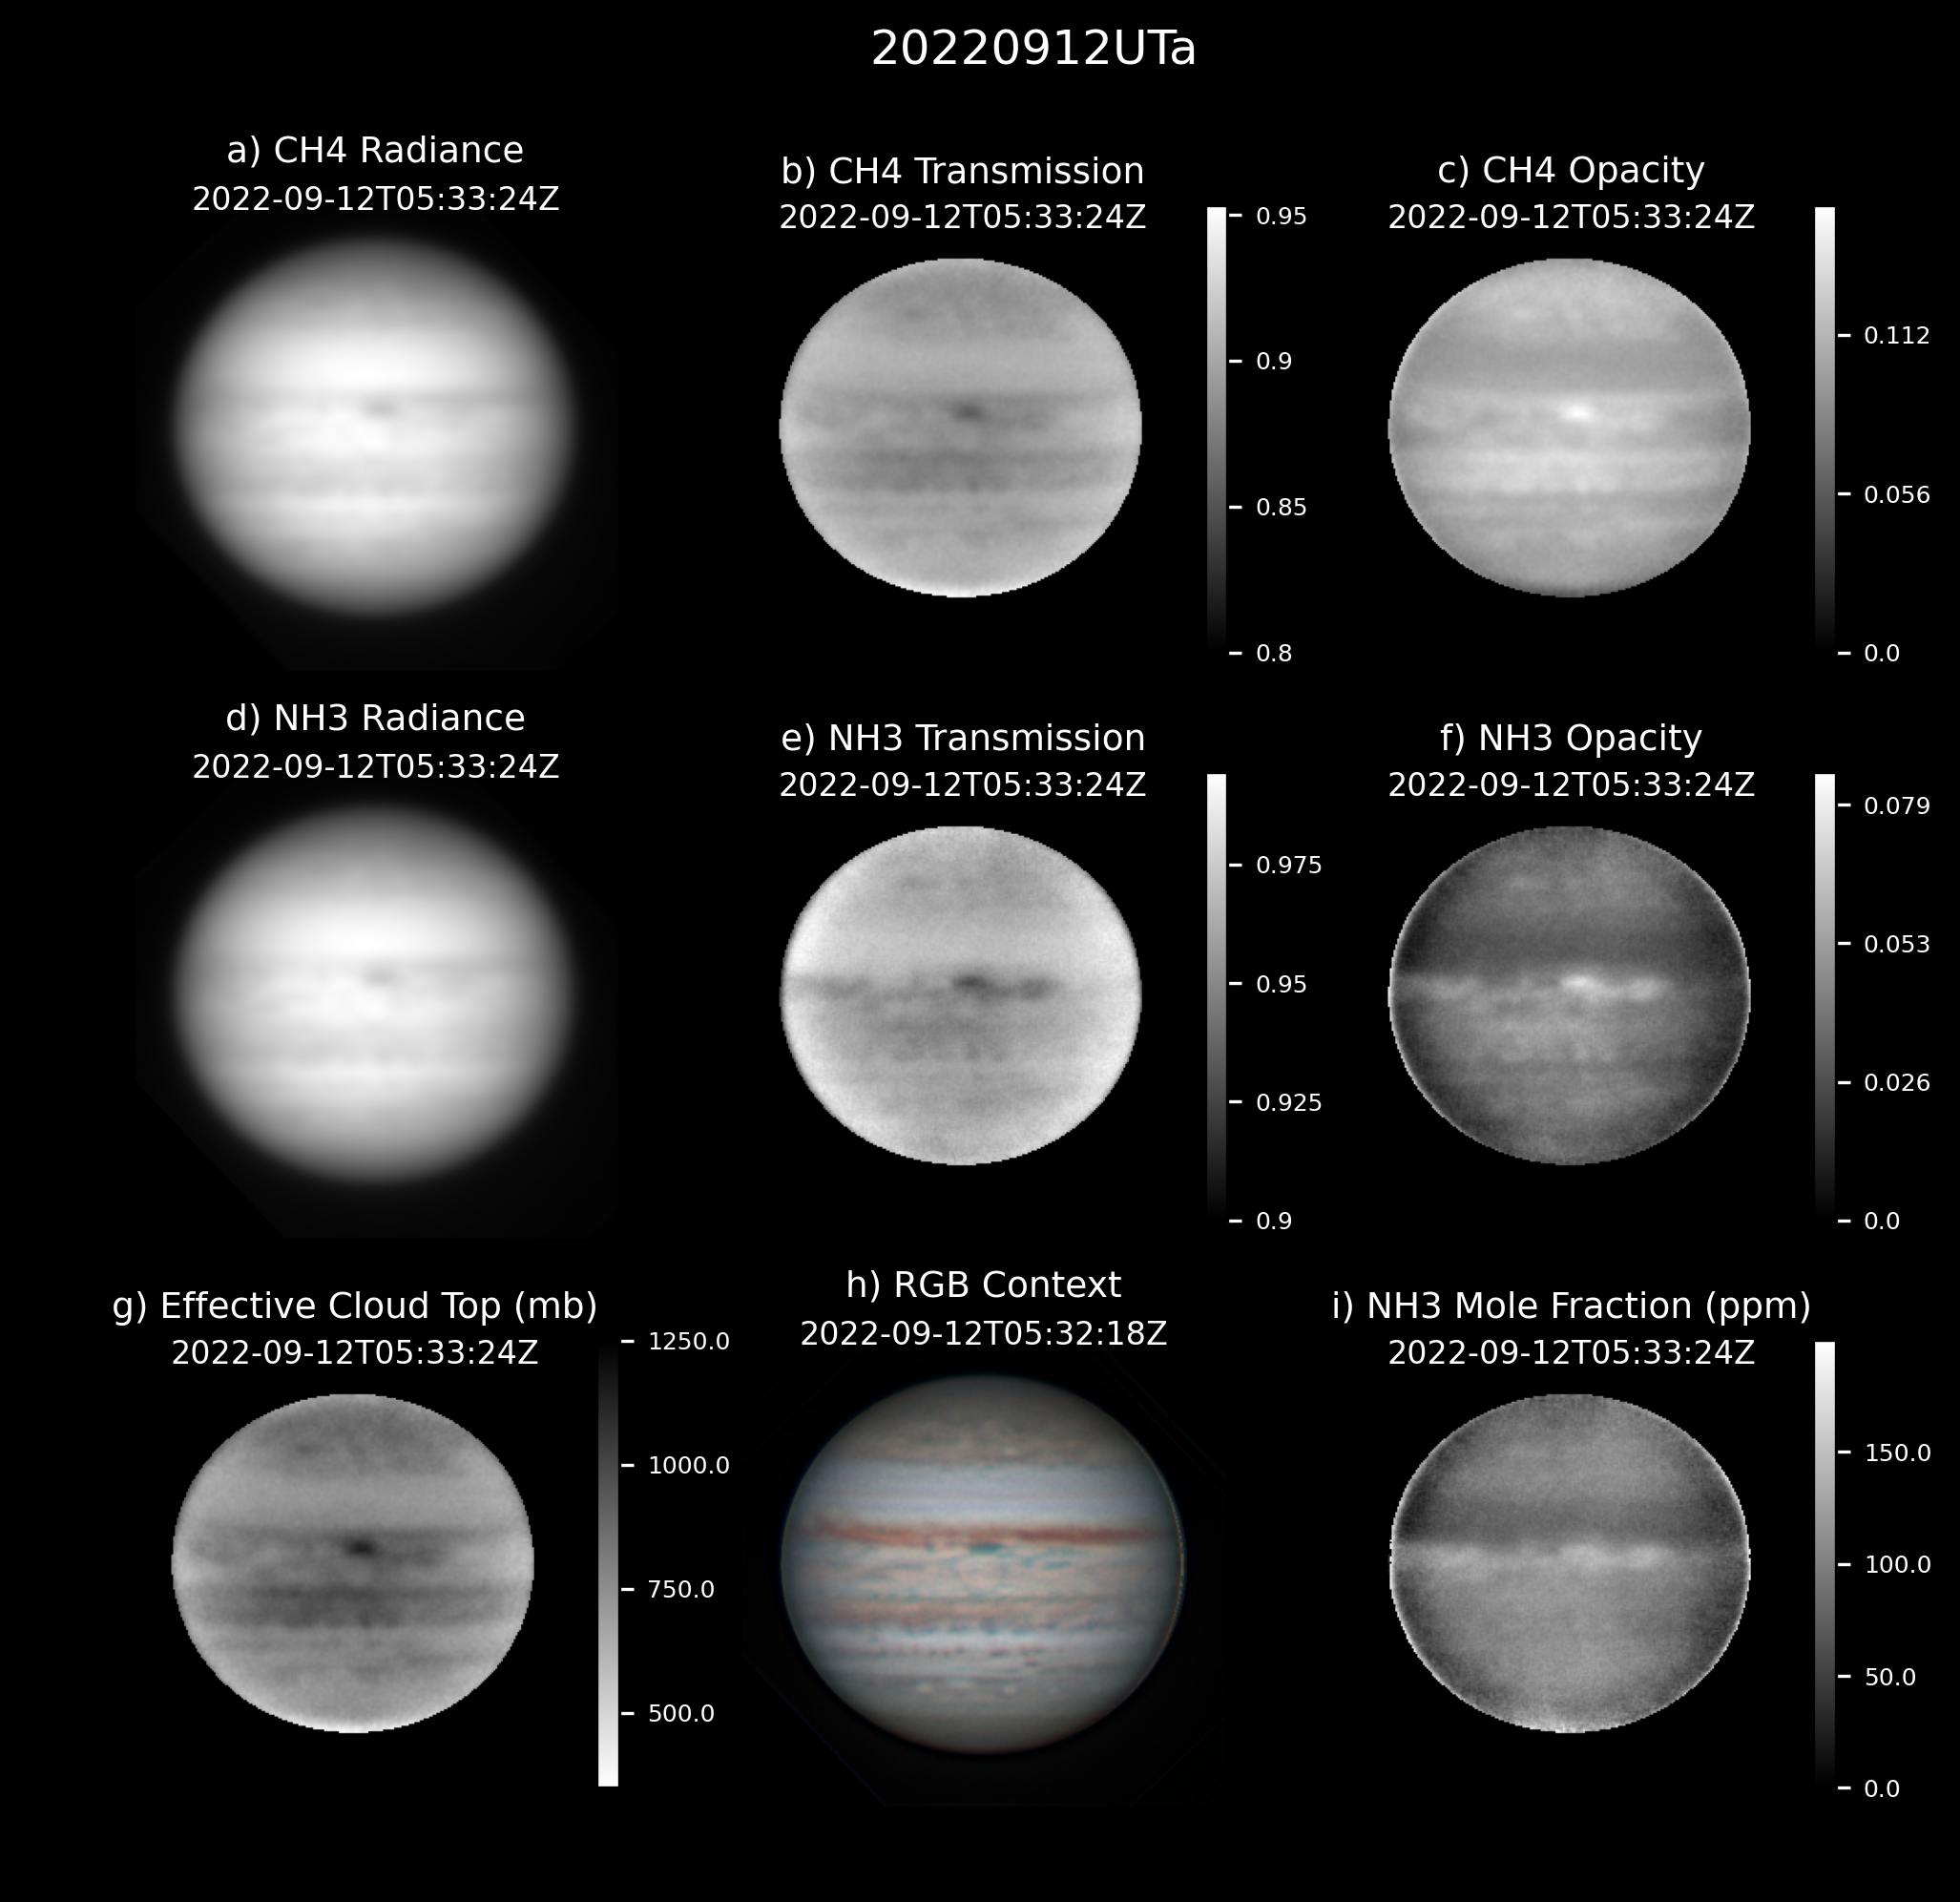 20220912UTa
a) CH4 Radiance
2022-09-12T05:33:24Z
b) CH4 Transmission
2022-09-12T05:33:24Z
0.95
0.9
0.85
0.8
c) CH4 Opacity
2022-09-12T05:33:24Z
0.112
0.056
0.0
d) NH3 Radiance
2022-09-12T05:33:24Z
e) NH3 Transmission
2022-09-12T05:33:24Z
0.975
0.95
0.925
0.9
f) NH3 Opacity
2022-09-12T05:33:24Z
0.079
0.053
0.026
0.0
g) Effective Cloud Top (mb)
2022-09-12T05:33:24Z
1250.0
1000.0
750.0
500.0
h) RGB Context
2022-09-12T05:32:18Z
i) NH3 Mole Fraction (ppm)
2022-09-12T05:33:24Z
150.0
100.0
50.0
0.0